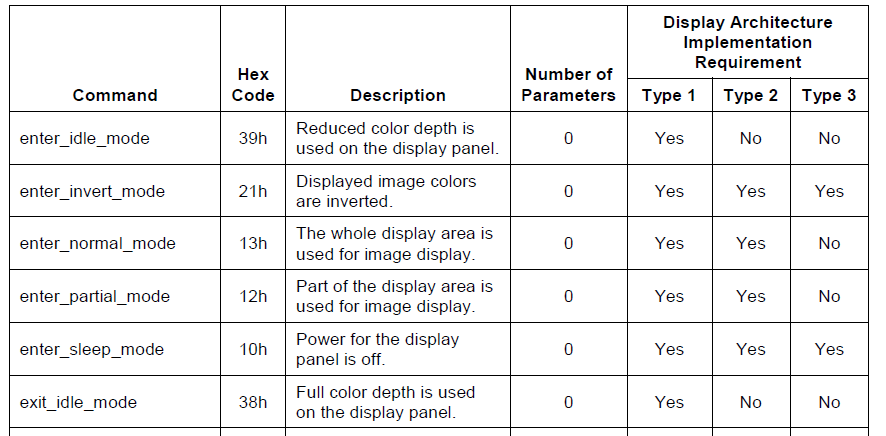 Display Architecture
Implementation
Requirement
Command
Hex
Code
Description
Number of
Parameters
Type 1 Type 2 Type 3
enter_idle_mode 39h Reduced color depth is
used on the display panel. 0 Yes No No
enter_invert_mode 21h Displayed image colors
are inverted. 0 Yes Yes Yes
enter_normal_mode 13h The whole display area is
used for image display. 0 Yes Yes No
enter_partial_mode 12h Part of the display area is
used for image display. 0 Yes Yes No
enter_sleep_mode 10h Power for the display
panel is off. 0 Yes Yes Yes
exit_idle_mode 38h Full color depth is used
on the display panel. 0 Yes No No